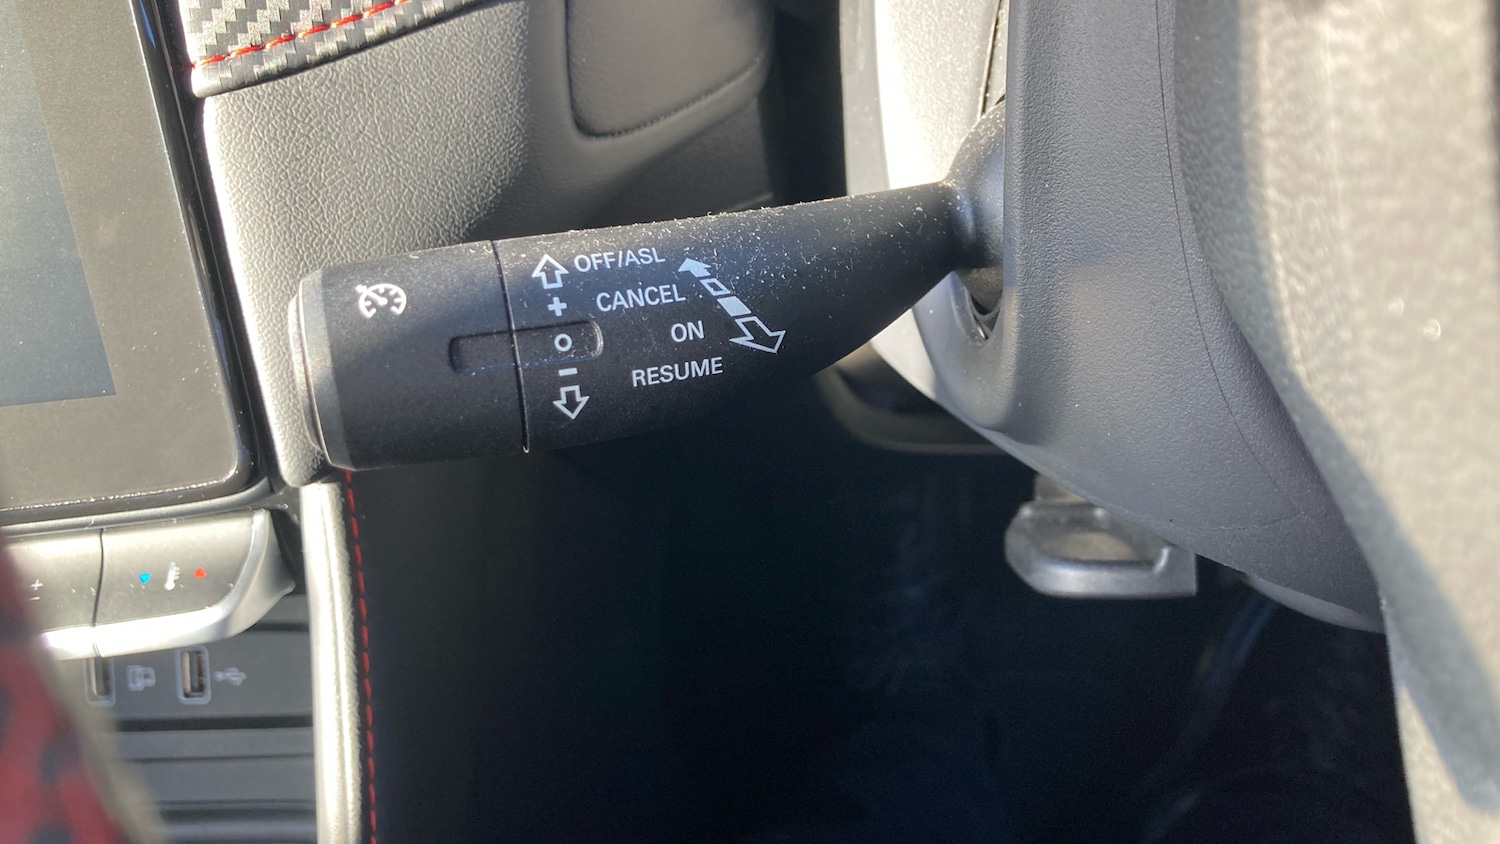 OFF/ASL
+ CANCEL
O ON
- RESUME
+